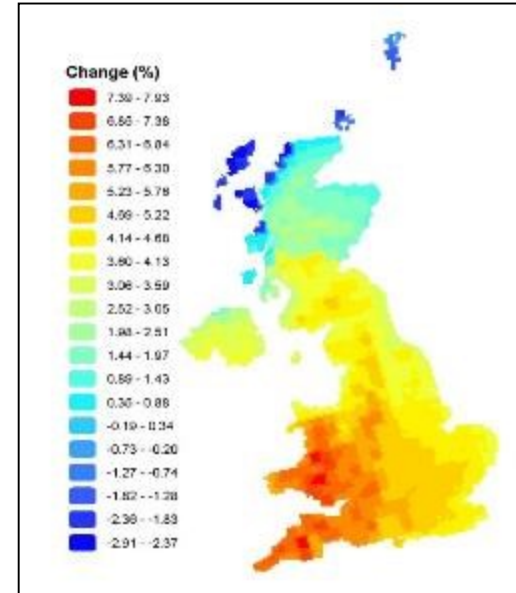 Change (%)
7.39 - 7.93
6.85 - 7.38
6.31 - 6.84
5.77 - 6.30
5.23 - 5.76
4.69 - 5.22
4.14 - 4.68
3.60 - 4.13
3.06 - 3.59
2.52 - 3.05
1.98 - 2.51
1.44 - 1.97
0.89 - 1.43
0.35 - 0.88
-0.19 - 0.34
-0.73 - -0.20
-1.27 - -0.74
-1.82 - -1.28
-2.36 - -1.83
-2.91 - -2.37